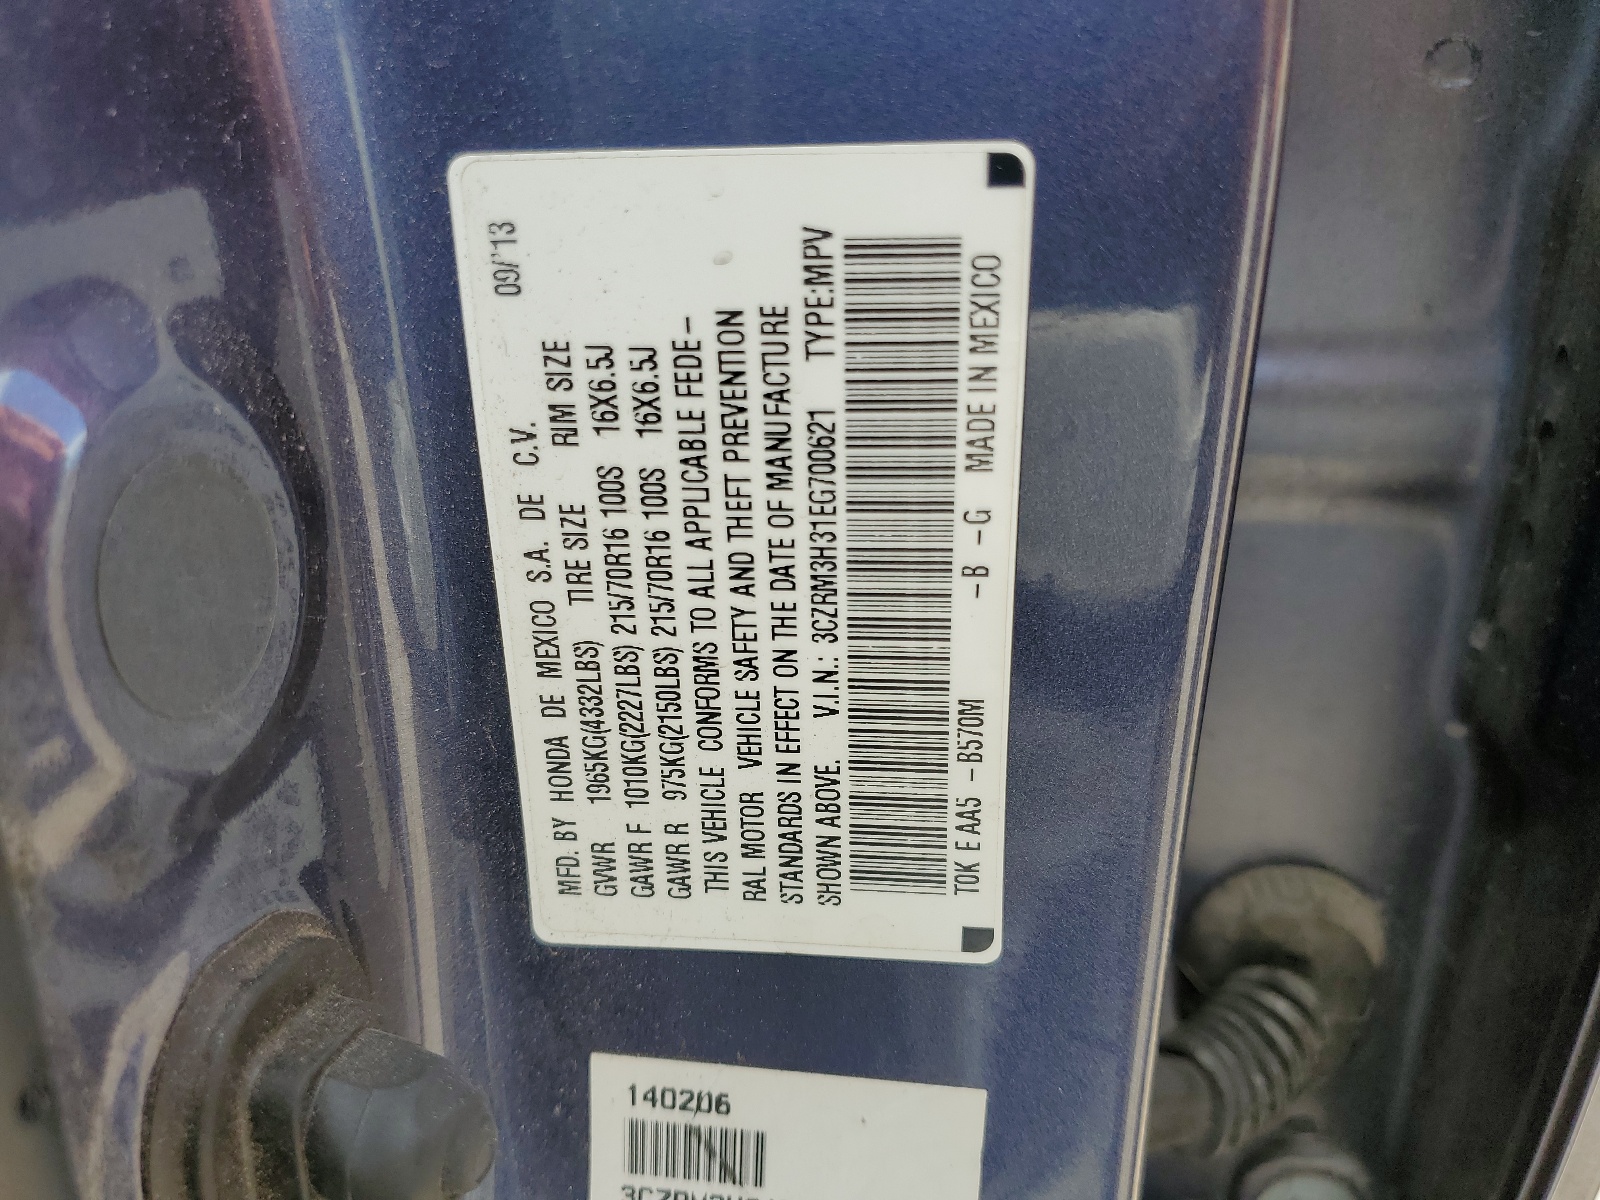 09/'13
MFD. BY HONDA DE MEXICO S.A. DE C.V.
GVWR 1965KG(4332LBS) TIRE SIZE RIM SIZE
GAWR F 1010KG(2227LBS) 215/70R16 100S 16X6.5J
GAWR R 975KG(2150LBS) 215/70R16 100S 16X6.5J
THIS VEHICLE CONFORMS TO ALL APPLICABLE FEDE-
RAL MOTOR VEHICLE SAFETY AND THEFT PREVENTION
STANDARDS IN EFFECT ON THE DATE OF MANUFACTURE
SHOWN ABOVE. V.I.N.: 3CZRM3H31EG700621 TYPE:MPV
T0K E AA5 -B570M -B -G MADE IN MEXICO
140206